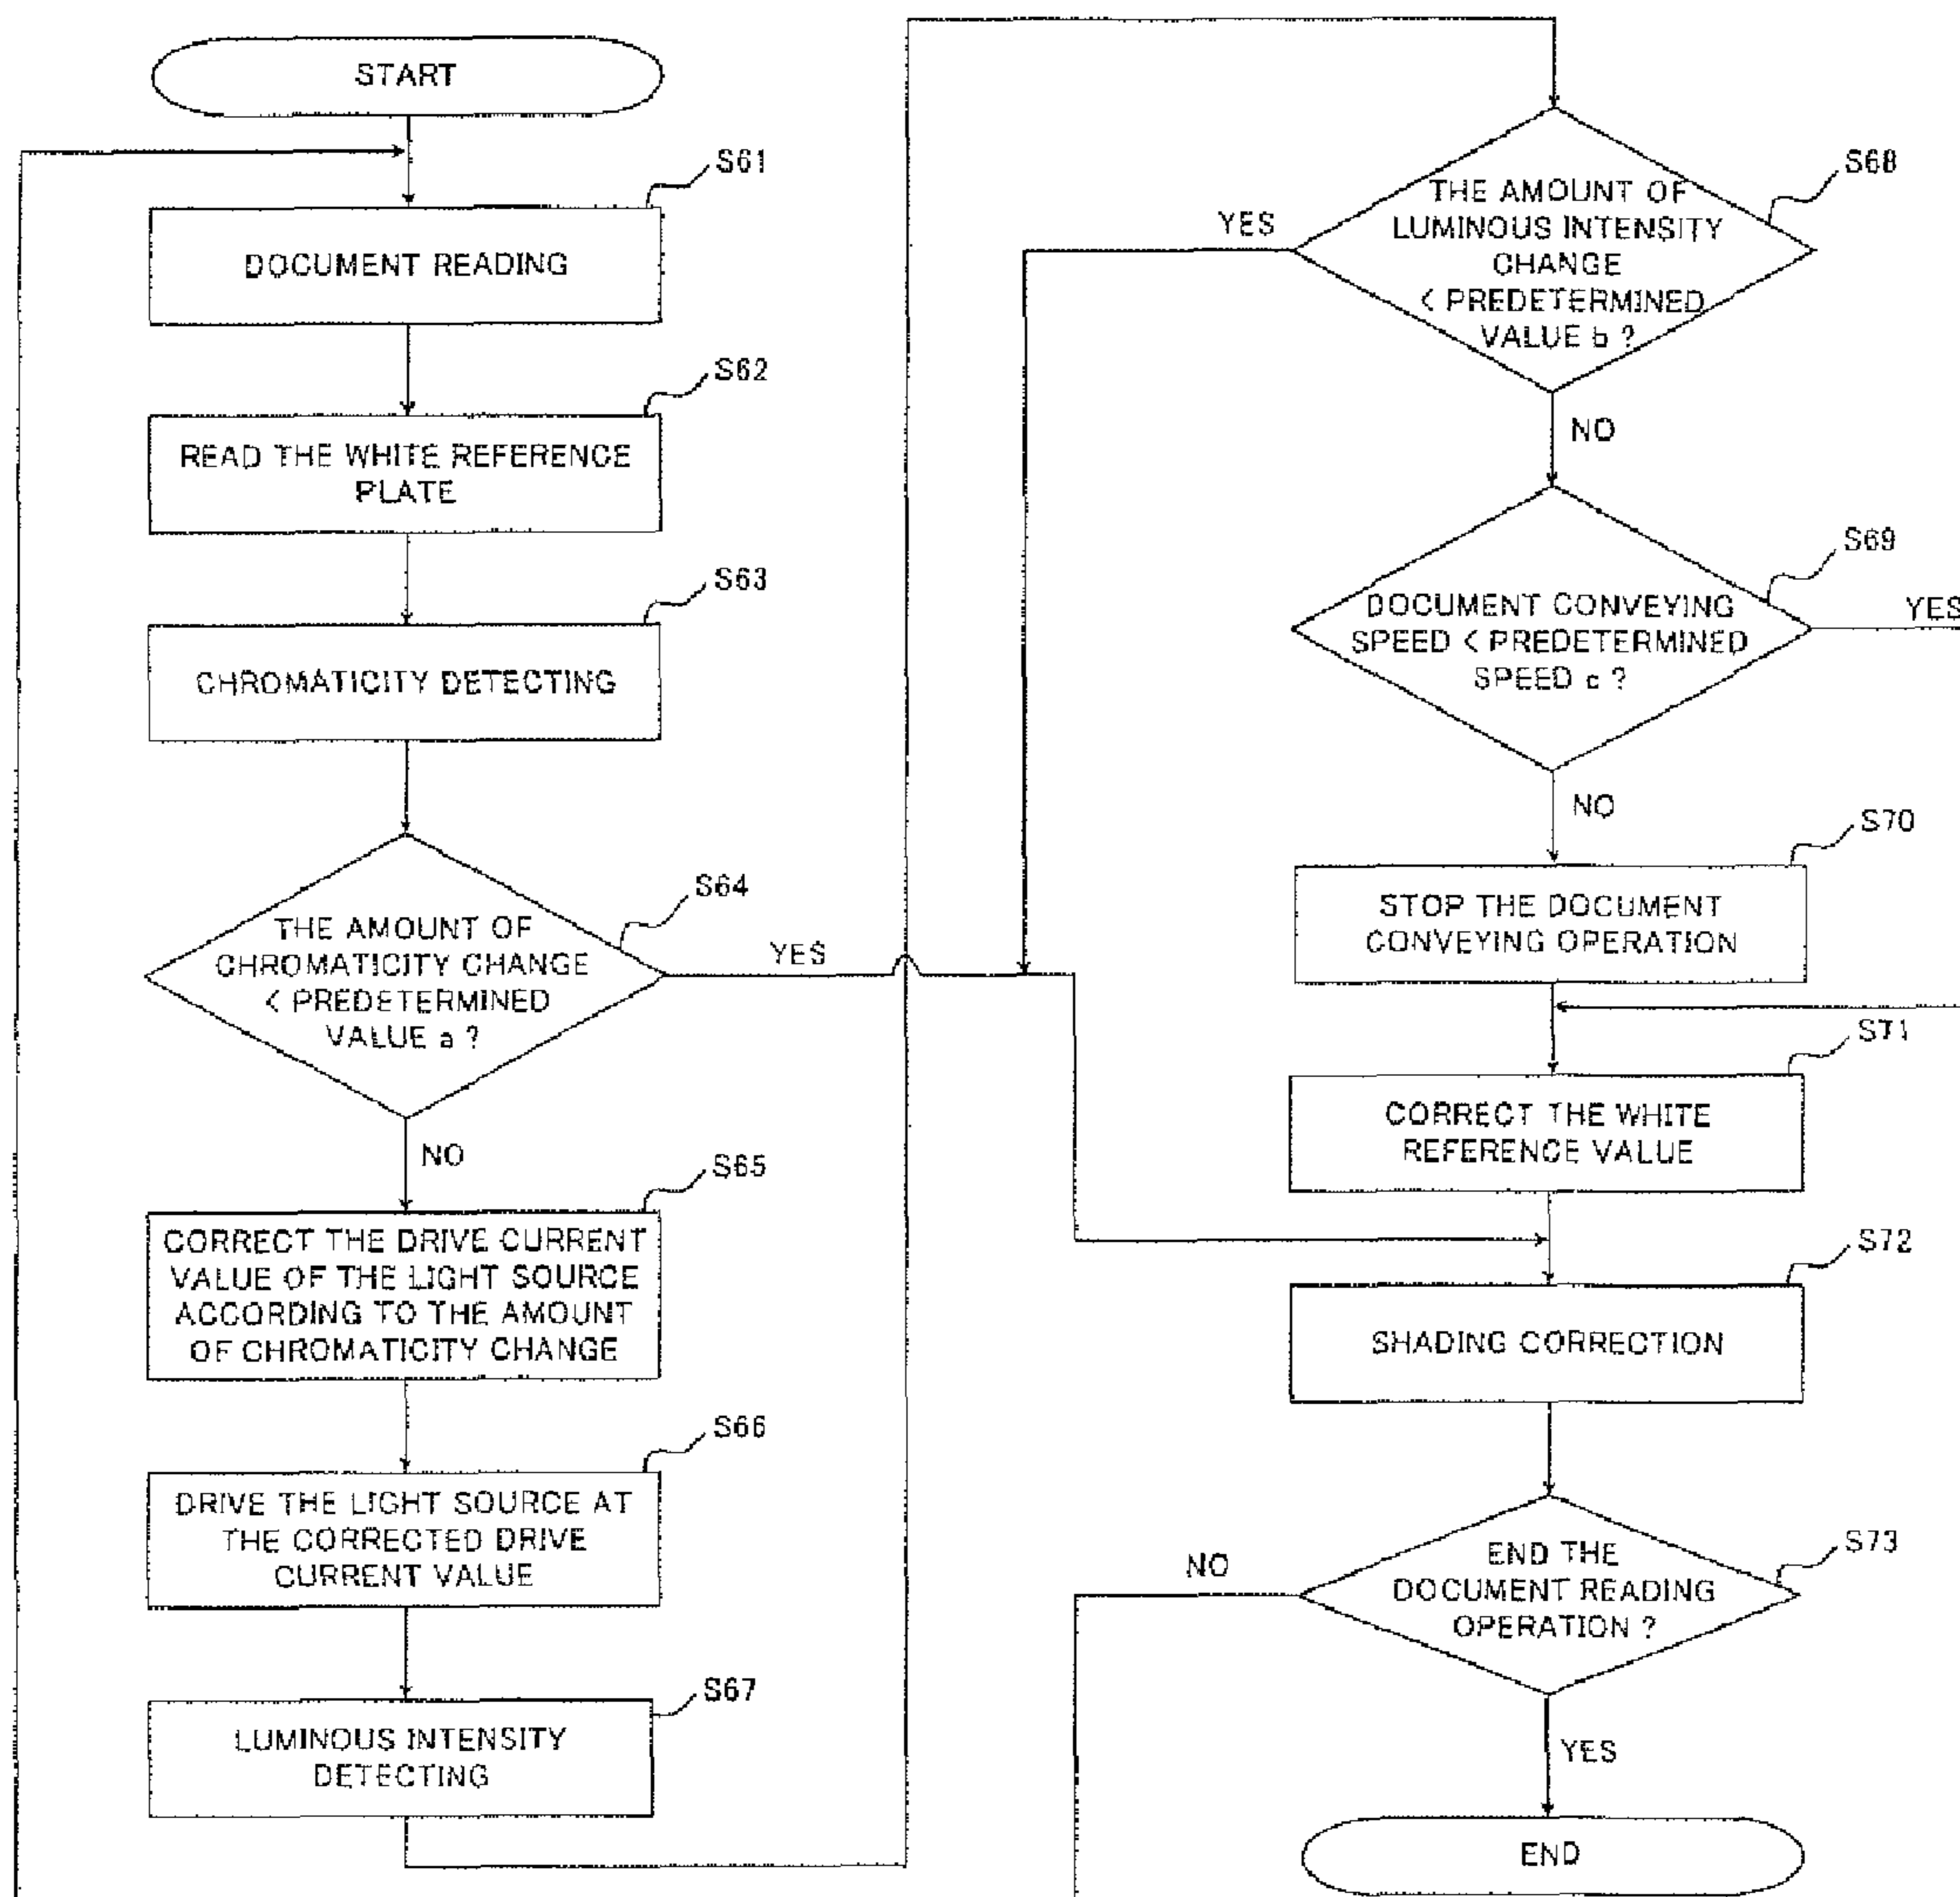 START
S61
DOCUMENT READING
S62
READ THE WHITE REFERENCE
PLATE
S63
CHROMATICITY DETECTING
S64
THE AMOUNT OF
CHROMATICITY CHANGE
< PREDETERMINED
VALUE a ?
YES
NO
S65
CORRECT THE DRIVE CURRENT
VALUE OF THE LIGHT SOURCE
ACCORDING TO THE AMOUNT
OF CHROMATICITY CHANGE
S66
DRIVE THE LIGHT SOURCE AT
THE CORRECTED DRIVE
CURRENT VALUE
S67
LUMINOUS INTENSITY
DETECTING
S68
THE AMOUNT OF
LUMINOUS INTENSITY
CHANGE
< PREDETERMINED
VALUE b ?
YES
NO
S69
DOCUMENT CONVEYING
SPEED < PREDETERMINED
SPEED c ?
YES
NO
S70
STOP THE DOCUMENT
CONVEYING OPERATION
S71
CORRECT THE WHITE
REFERENCE VALUE
S72
SHADING CORRECTION
S73
END THE
DOCUMENT READING
OPERATION ?
NO
YES
END